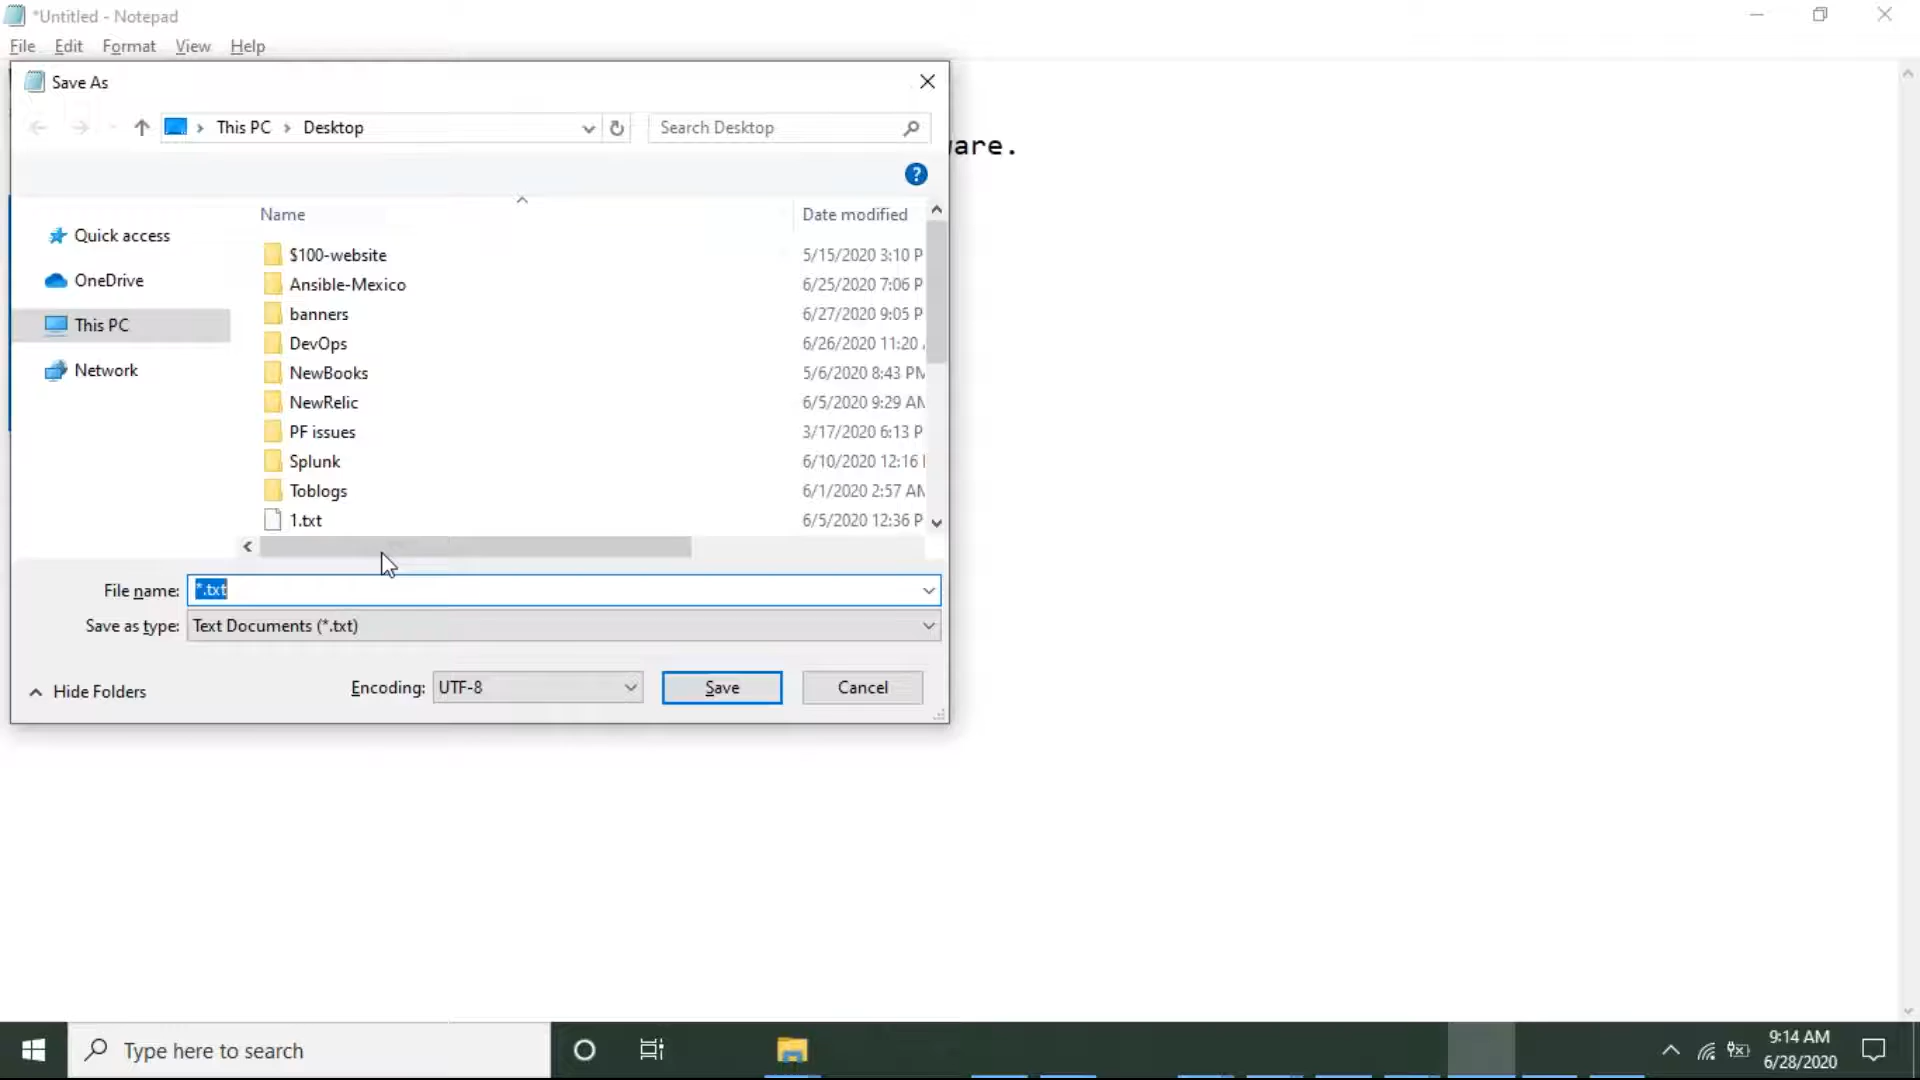 *Untitled - Notepad
File Edit Format View Help
Save As
This PC Desktop
Search Desktop
ware.
Name Date modified
Quick access
OneDrive
This PC
Network
$100-website 5/15/2020 3:10 P
Ansible-Mexico 6/25/2020 7:06 P
banners 6/27/2020 9:05 P
DevOps 6/26/2020 11:20
NewBooks 5/6/2020 8:43 PM
NewRelic 6/5/2020 9:29 AM
PF issues 3/17/2020 6:13 P
Splunk 6/10/2020 12:16
Toblogs 6/1/2020 2:57 AM
1.txt 6/5/2020 12:36 P
File name: *.txt
Save as type: Text Documents (*.txt)
Hide Folders Encoding: UTF-8 Save Cancel
Type here to search
9:14 AM
6/28/2020